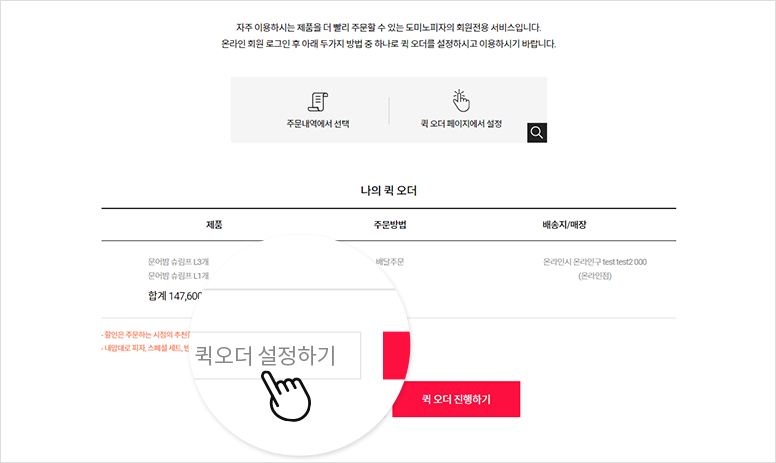 자주 이용하시는 제품을 더 빨리 주문할 수 있는 도미노피자의 회원전용 서비스입니다.
온라인 회원 로그인 후 아래 두가지 방법 중 하나로 퀵 오더를 설정하시고 이용하시기 바랍니다.
주문내역에서 선택
퀵 오더 페이지에서 설정
나의 퀵 오더
제품 주문방법 배송지/매장
문어밤 슈림프 L3개 배달주문 온라인시 온라인구 test test2 000
문어밤 슈림프 L1개 (온라인점)
합계 147,600
- 할인은 주문하는 시점의 추천
- 내맘대로 피자, 스페셜 세트,
퀵오더 설정하기
퀵 오더 진행하기